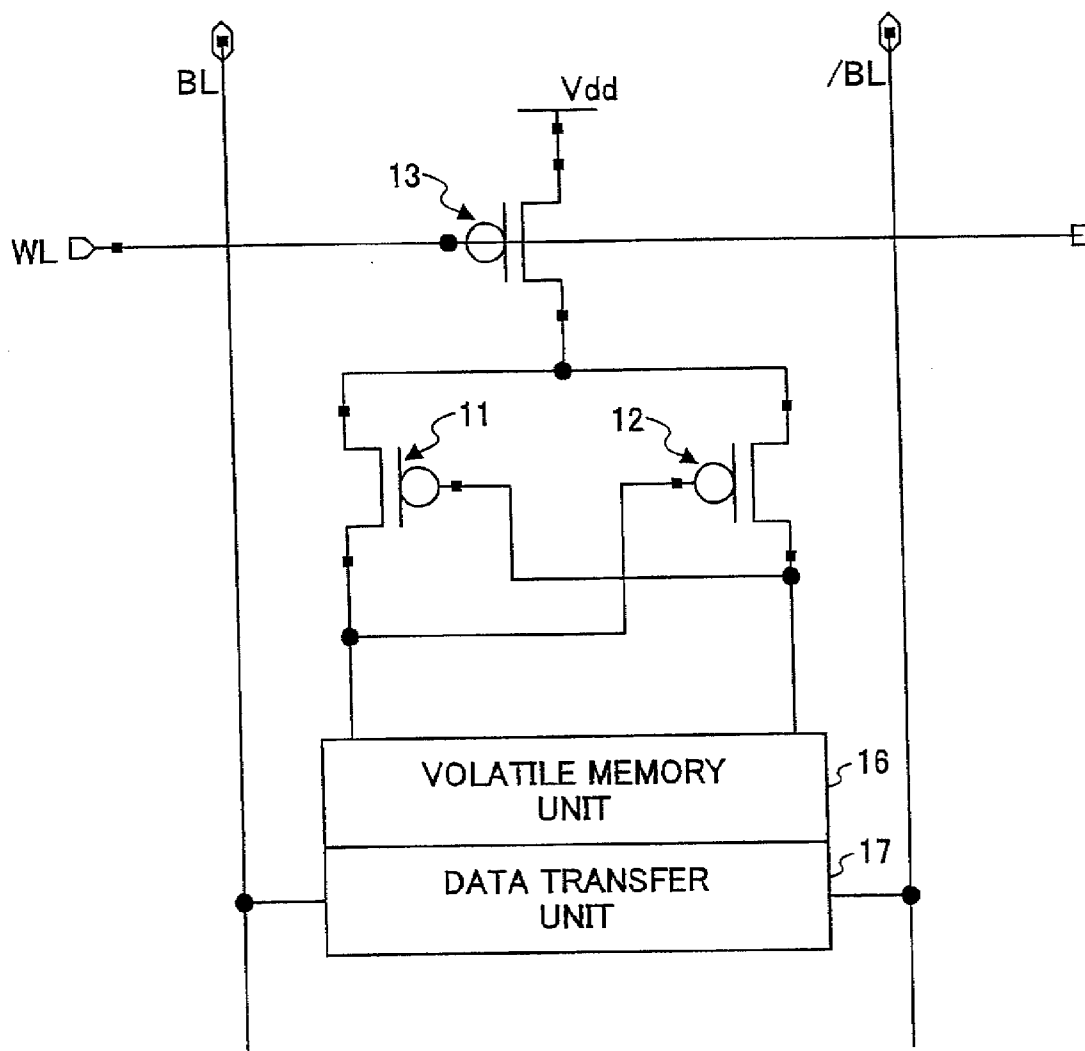 BL
/BL
Vdd
13
WL
11
12
VOLATILE MEMORY
UNIT
16
DATA TRANSFER
UNIT
17